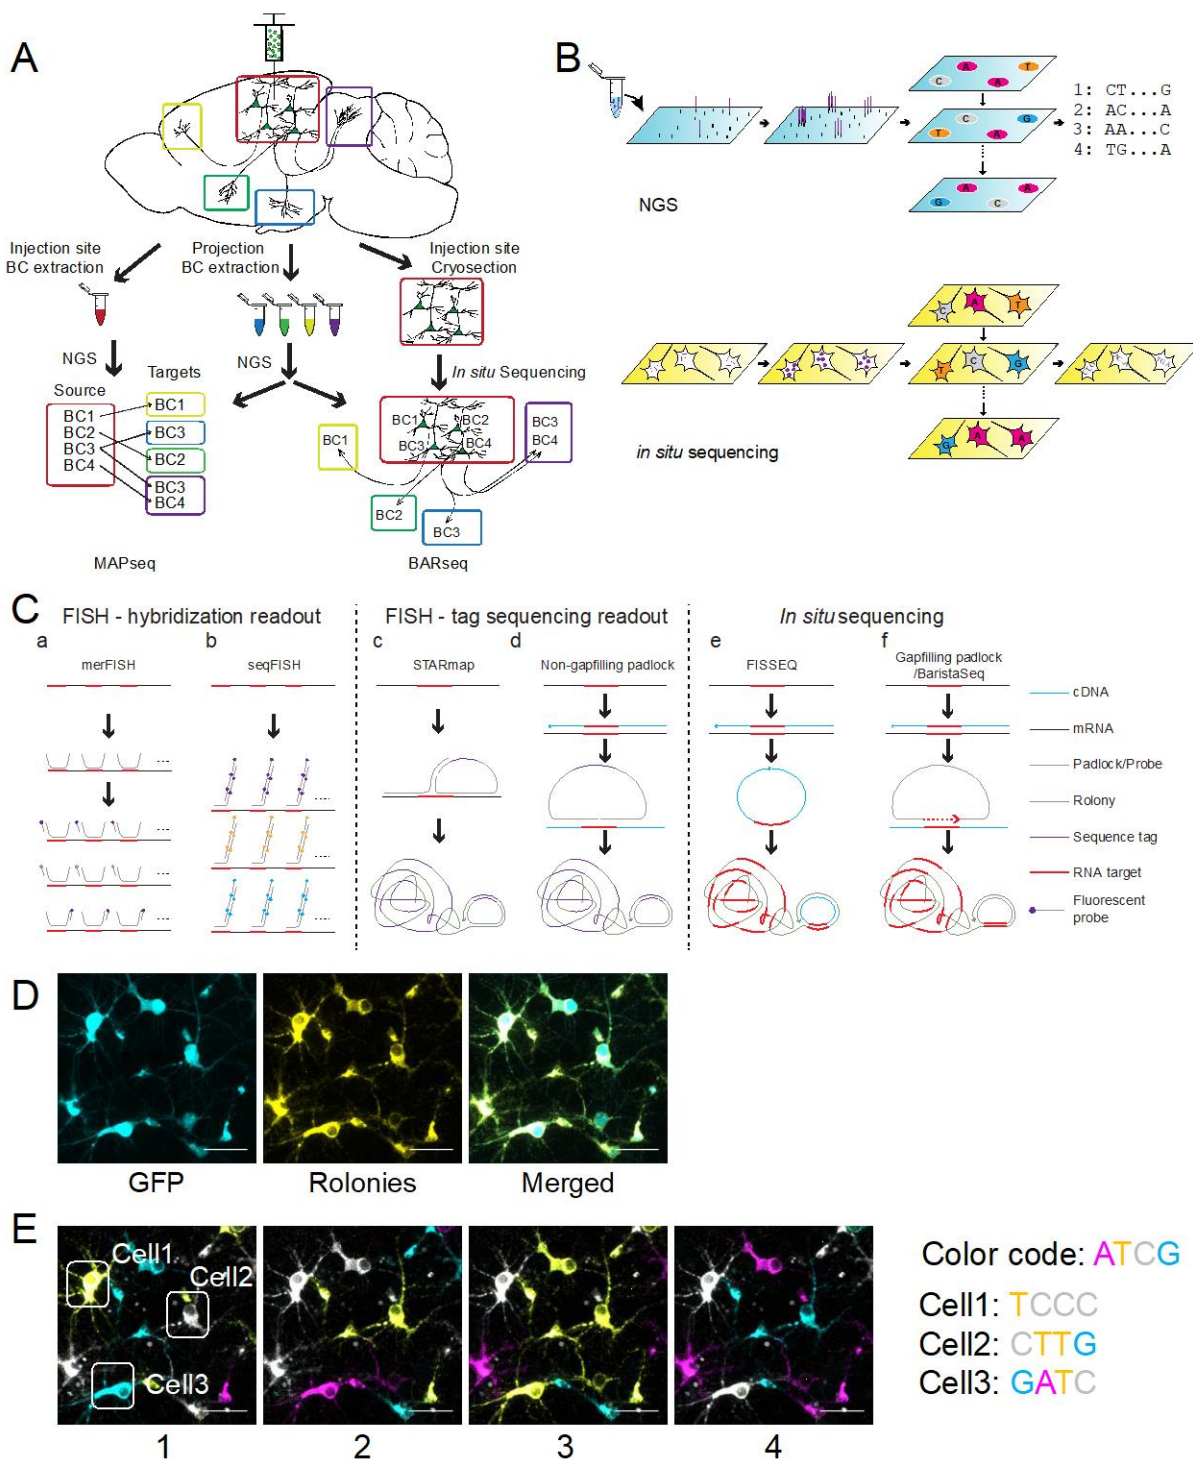 A
Injection site
BC extraction
Projection
BC extraction
Injection site
Cryosection
NGS
NGS
In situ Sequencing
Source
Targets
BC1
BC2
BC3
BC4
BC1
BC3
BC2
BC3
BC4
BC1
BC1
BC2
BC3
BC4
BC3
BC4
BC2
BC3
MAPseq
BARseq
B
C
A
A
T
T
C
A
G
G
A
C
A
1: CT...G
2: AC...A
3: AA...C
4: TG...A
NGS
C
A
T
T
C
G
G
A
A
in situ sequencing
C
FISH - hybridization readout
FISH - tag sequencing readout
In situ sequencing
a
b
c
d
e
f
merFISH
seqFISH
STARmap
Non-gapfilling padlock
FISSEQ
Gapfilling padlock
/BaristaSeq
cDNA
mRNA
Padlock/Probe
Rolony
Sequence tag
RNA target
Fluorescent
probe
D
GFP
Rolonies
Merged
E
Cell1
Cell2
Cell3
1
2
3
4
Color code: ATCG
Cell1: TCCC
Cell2: CTTG
Cell3: GATC